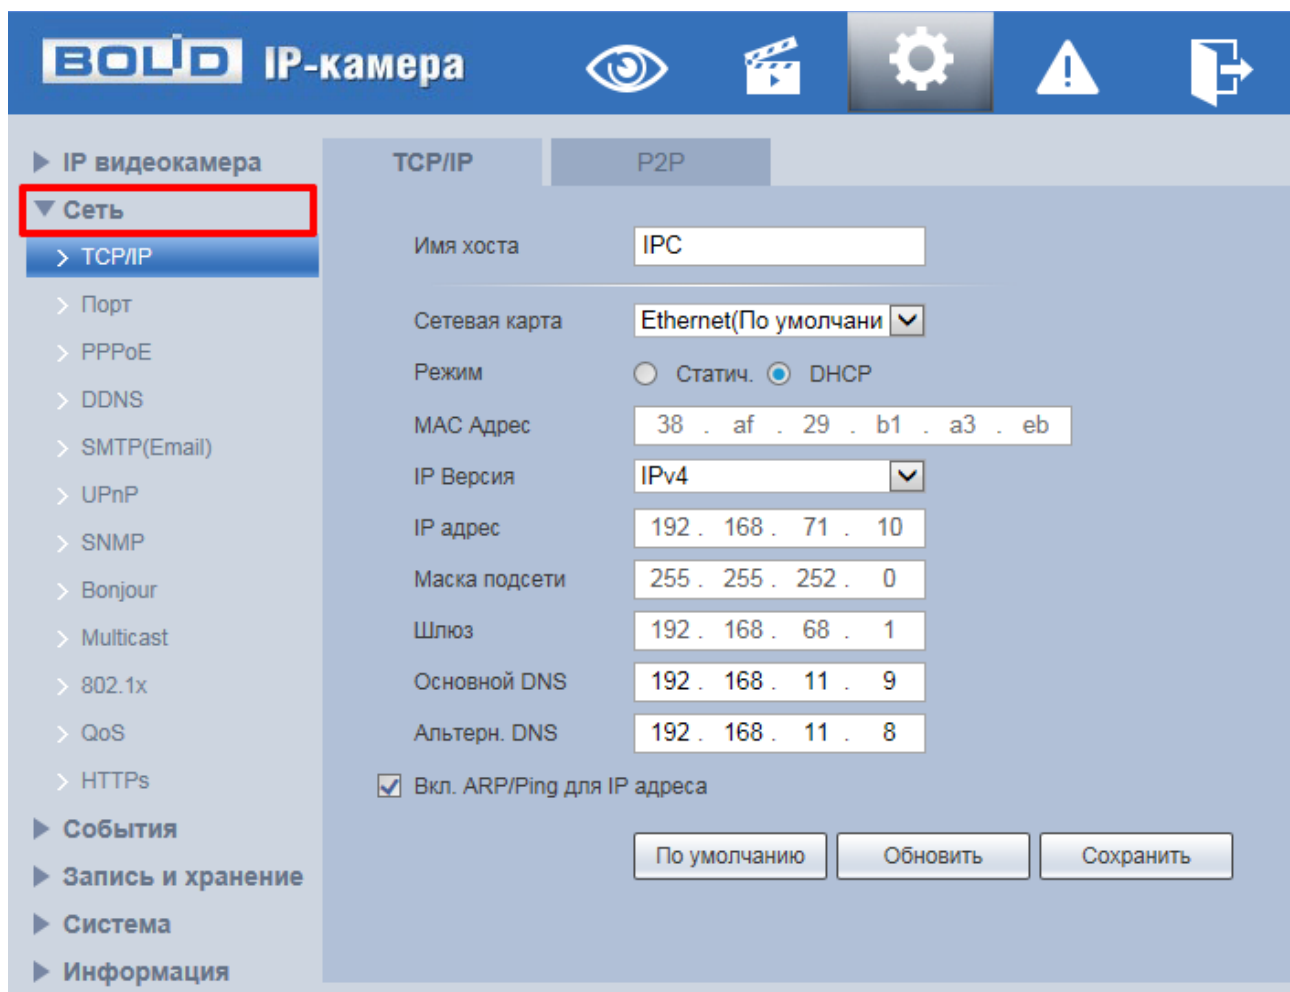 BOLID IP-камера
IP видеокамера
Сеть
TCP/IP
Порт
PPPoE
DDNS
SMTP(Email)
UPnP
SNMP
Bonjour
Multicast
802.1x
QoS
HTTPs
События
Запись и хранение
Система
Информация
TCP/IP P2P
Имя хоста IPC
Сетевая карта Ethernet(По умолчани
Режим Статич. DHCP
МАС Адрес 38 . af . 29 . b1 . a3 . eb
IP Версия IPv4
IP адрес 192 . 168 . 71 . 10
Маска подсети 255 . 255 . 252 . 0
Шлюз 192 . 168 . 68 . 1
Основной DNS 192 . 168 . 11 . 9
Альтерн. DNS 192 . 168 . 11 . 8
Вкл. ARP/Ping для IP адреса
По умолчанию Обновить Сохранить